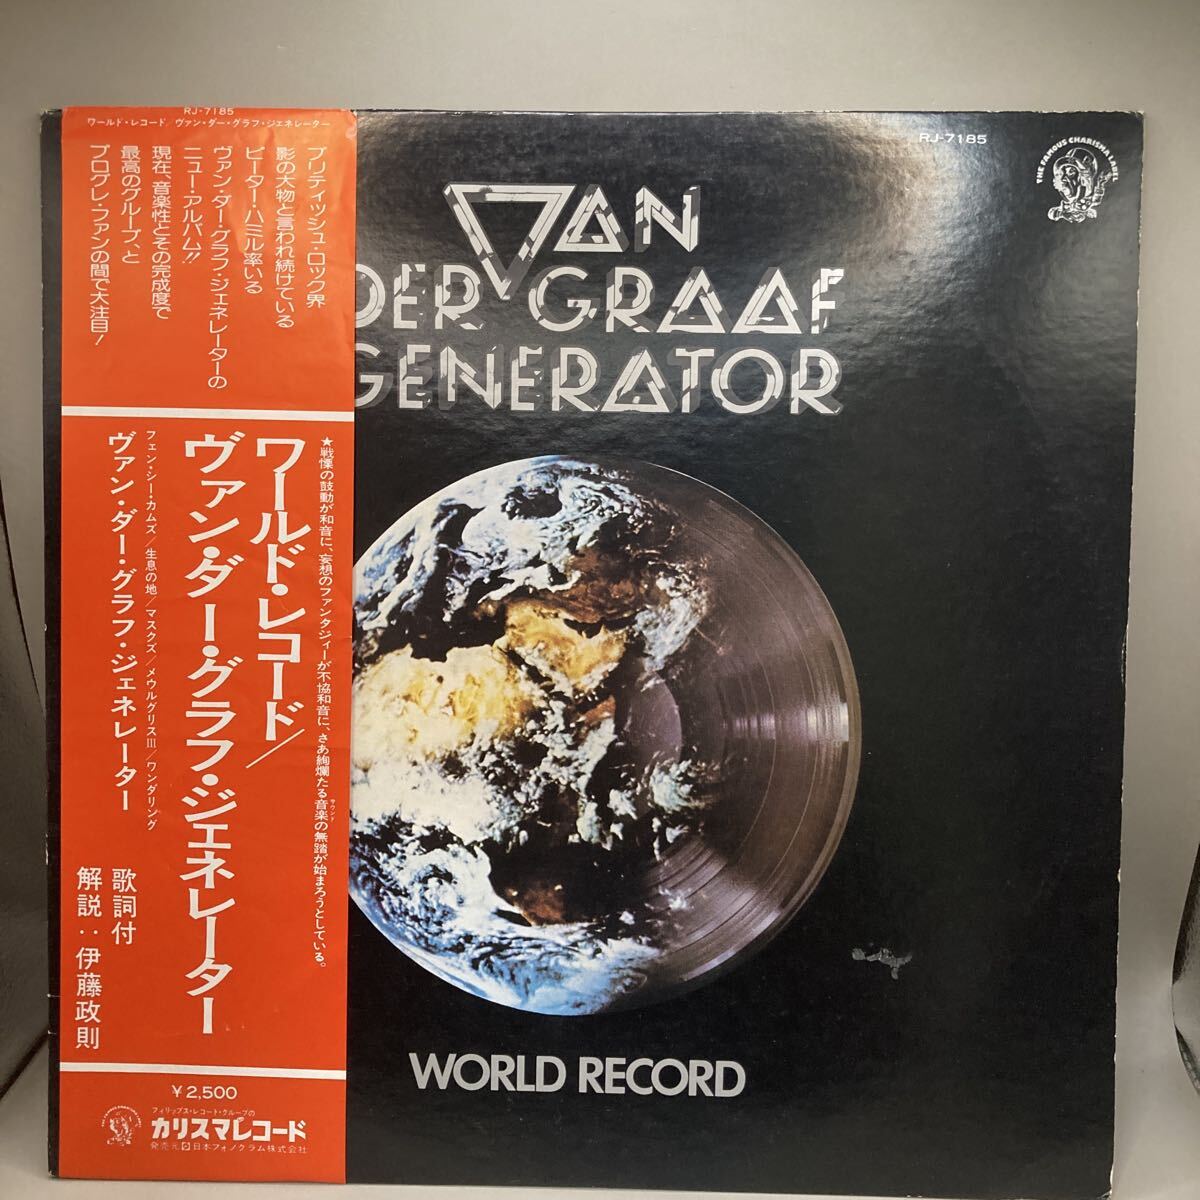 RJ-7185
ワールド・レコード/ヴァン・ダー・グラフ・ジェネレーター
ブリティッシュ・ロック界
影の大物と言われ続けている
ピーター・ハミル率いる
ヴァン・ダー・グラフ・ジェネレーターの
ニュー・アルバム!!
現在、音楽性とその完成度で
最高のグループ、と
プログレ・ファンの間で大注目!
★戦慄の鼓動が和音に、妄想のファンタジィーが不協和音に、さあ絢爛たる音楽の無踏が始まろうとしている。
サウンド
ワールド・レコード/
ヴァン・ダー・グラフ・ジェネレーター
フェン・シー・カムズ/生息の地/マスクズ/メウルグリスIII/ワンダリング
ヴァン・ダー・グラフ・ジェネレーター
歌詞付
解説:伊藤政則
¥2,500
THE FAMOUS CHARISMA LABEL
フィリップス・レコード・グループの
カリスマレコード
発売元 日本フォノグラム株式会社
RJ-7185
THE FAMOUS CHARISMA LABEL
VAN
DER GRAAF
GENERATOR
WORLD RECORD